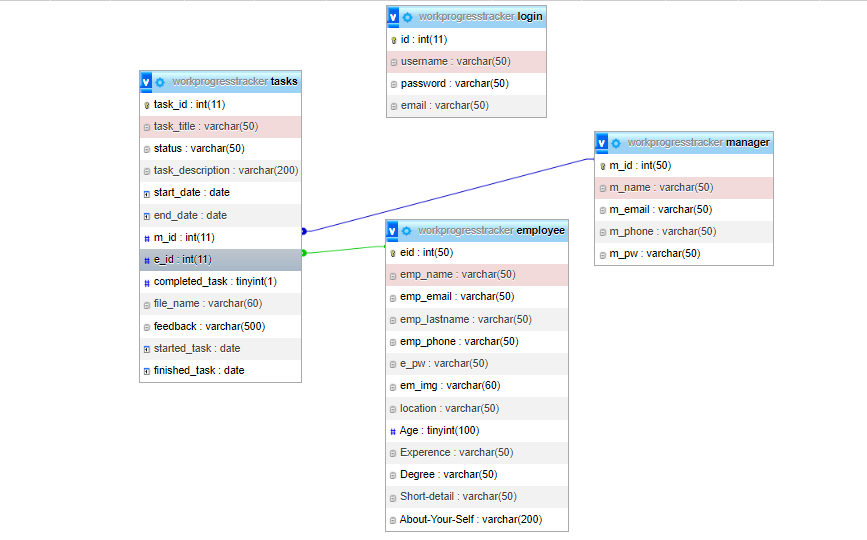 workprogresstracker login
id : int(11)
username : varchar(50)
password : varchar(50)
email : varchar(50)
workprogresstracker tasks
task_id : int(11)
task_title : varchar(50)
status : varchar(50)
task_description : varchar(200)
start_date : date
end_date : date
m_id : int(11)
e_id : int(11)
completed_task : tinyint(1)
file_name : varchar(60)
feedback : varchar(500)
started_task : date
finished_task : date
workprogresstracker manager
m_id : int(50)
m_name : varchar(50)
m_email : varchar(50)
m_phone : varchar(50)
m_pw : varchar(50)
workprogresstracker employee
eid : int(50)
emp_name : varchar(50)
emp_email : varchar(50)
emp_lastname : varchar(50)
emp_phone : varchar(50)
e_pw : varchar(50)
em_img : varchar(60)
location : varchar(50)
Age : tinyint(100)
Experence : varchar(50)
Degree : varchar(50)
Short-detail : varchar(50)
About-Your-Self : varchar(200)